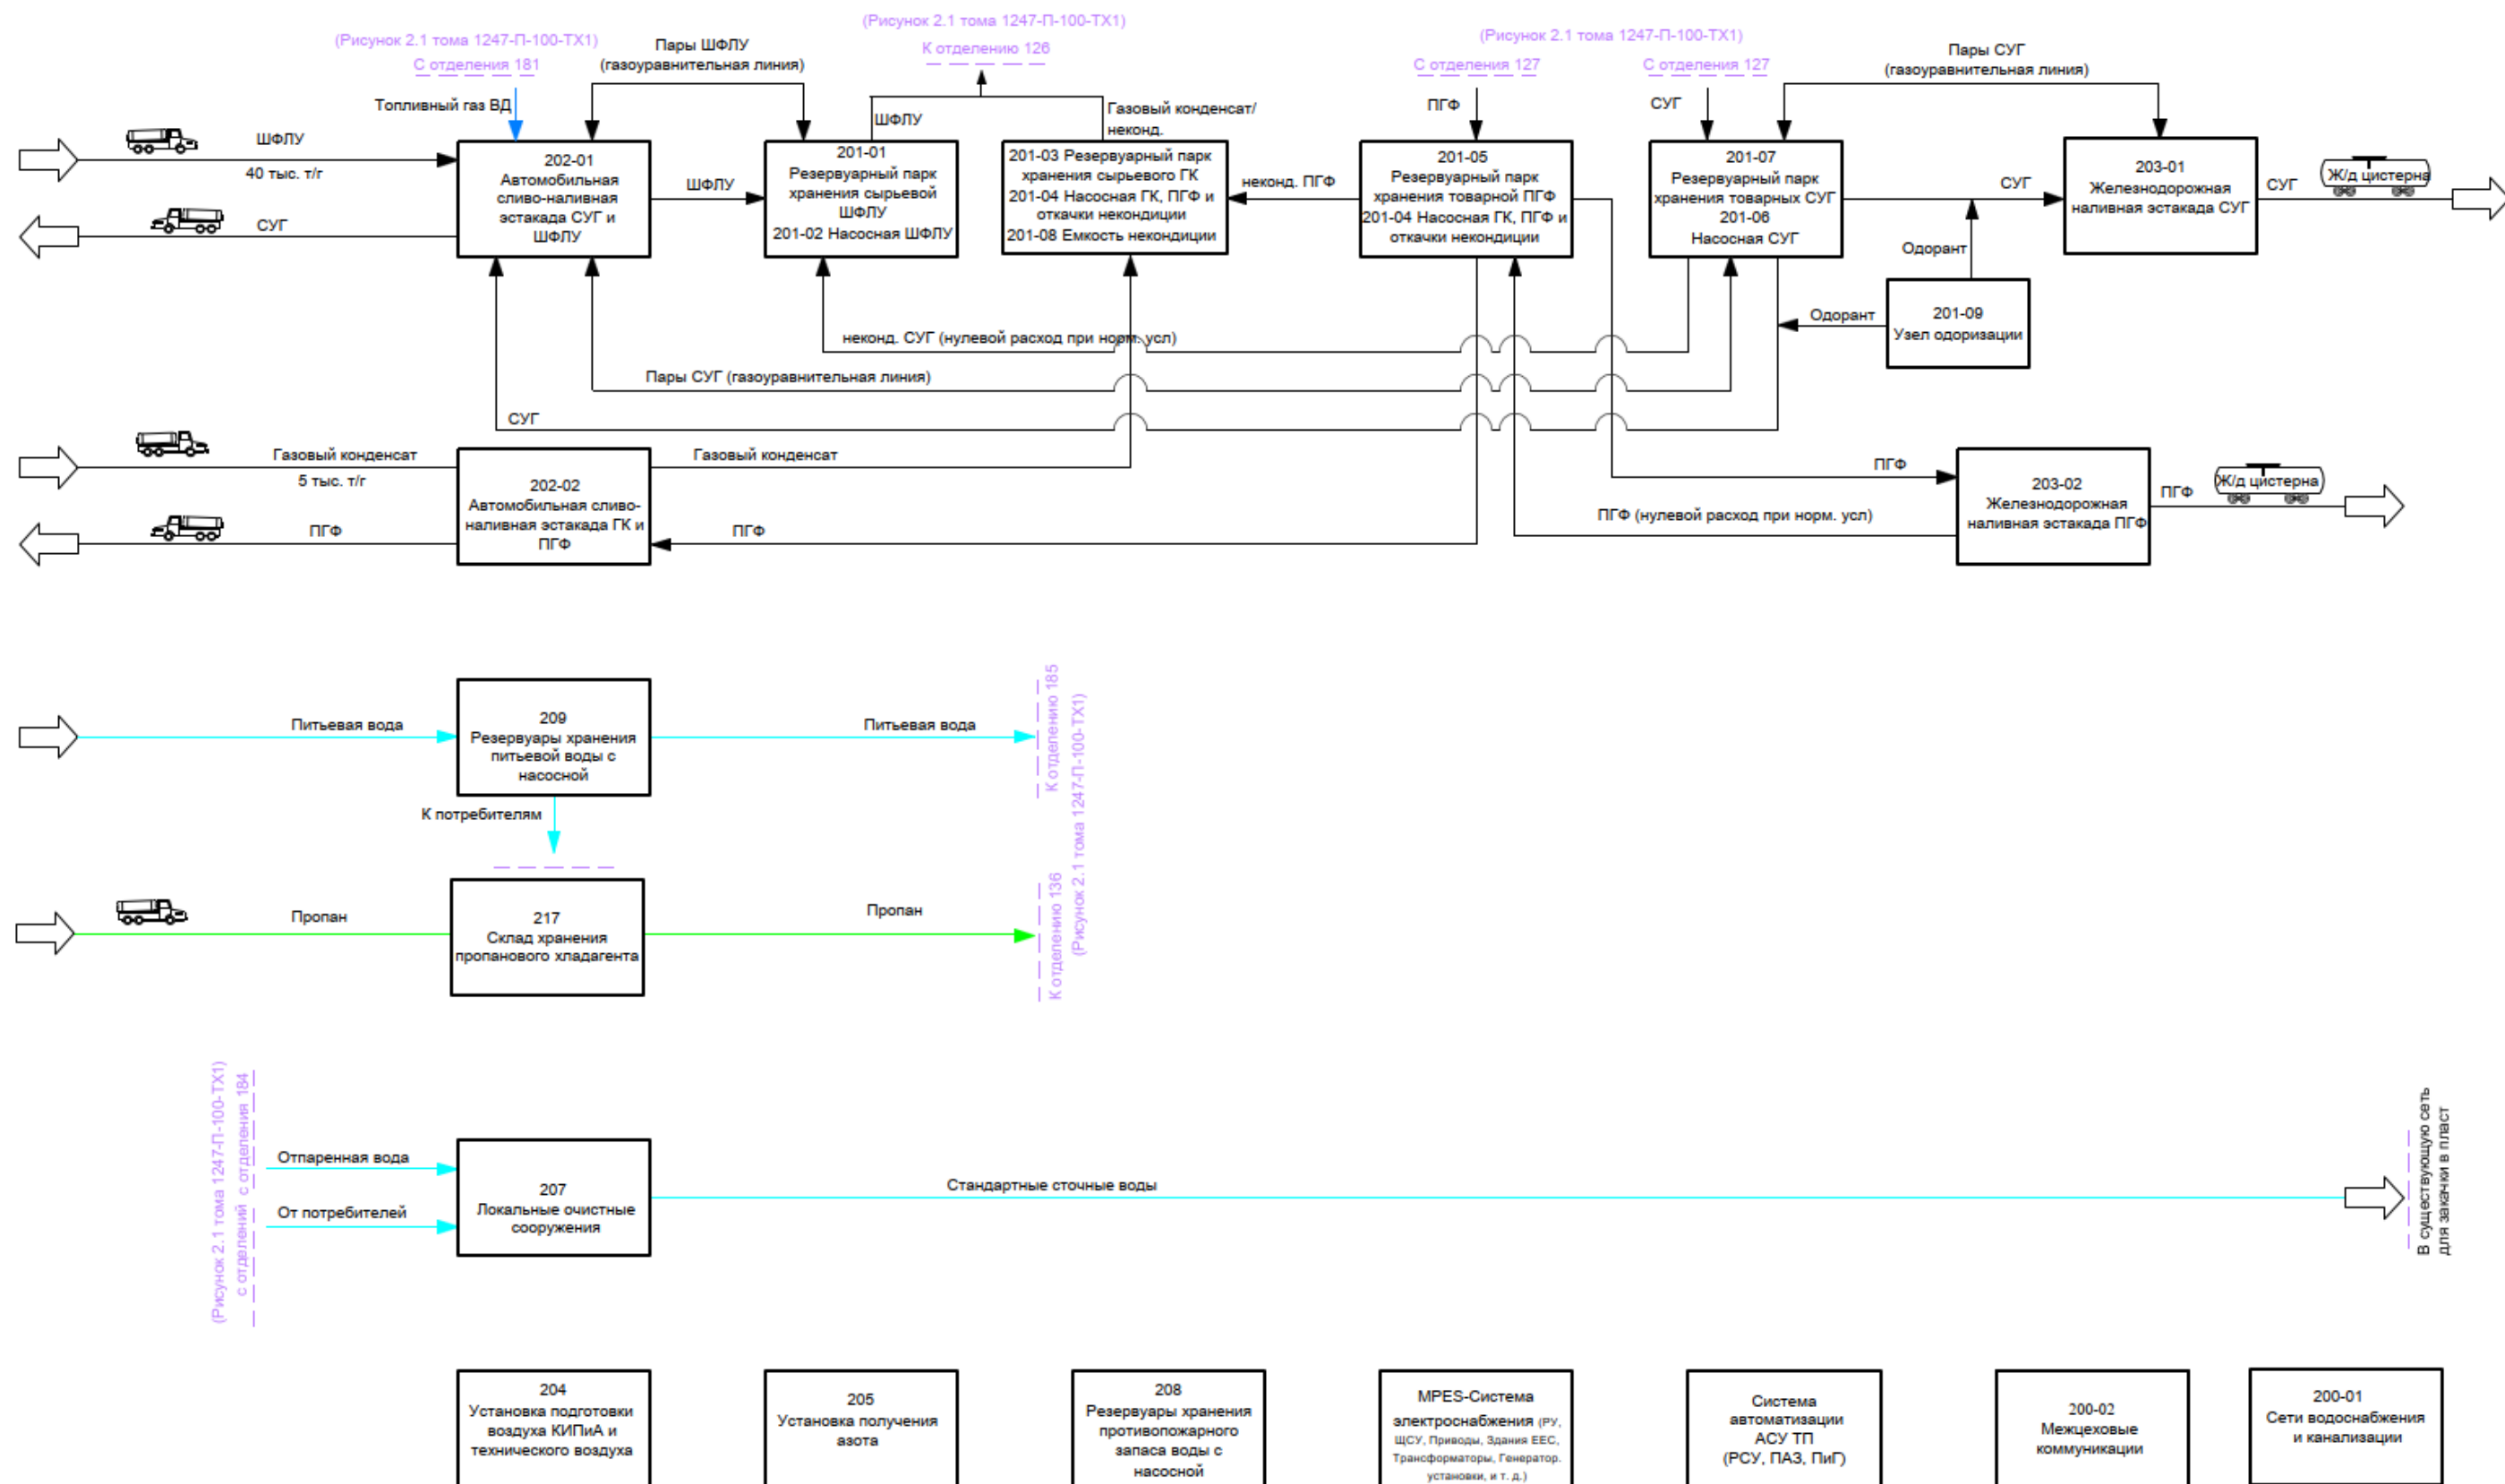 (Рисунок 2.1 тома 1247-П-100-ТХ1)
С отделения 181
Топливный газ ВД
Пары ШФЛУ
(газоуравнительная линия)
(Рисунок 2.1 тома 1247-П-100-ТХ1)
К отделению 126
(Рисунок 2.1 тома 1247-П-100-ТХ1)
С отделения 127
С отделения 127
Пары СУГ
(газоуравнительная линия)
ШФЛУ
40 тыс. т/г
СУГ
202-01
Автомобильная
сливо-наливная
эстакада СУГ и
ШФЛУ
ШФЛУ
201-01
Резервуарный парк
хранения сырьевой
ШФЛУ
201-02 Насосная ШФЛУ
ШФЛУ
Газовый конденсат/
неконд.
201-03 Резервуарный парк
хранения сырьевого ГК
201-04 Насосная ГК, ПГФ и
откачки некондиции
201-08 Емкость некондиции
неконд. ПГФ
ПГФ
201-05
Резервуарный парк
хранения товарной ПГФ
201-04 Насосная ГК, ПГФ и
откачки некондиции
СУГ
201-07
Резервуарный парк
хранения товарных СУГ
201-06
Насосная СУГ
СУГ
203-01
Железнодорожная
наливная эстакада СУГ
СУГ
Ж/д цистерна
Одорант
Одорант
201-09
Узел одоризации
неконд. СУГ (нулевой расход при норм. усл)
Пары СУГ (газоуравнительная линия)
СУГ
Газовый конденсат
5 тыс. т/г
ПГФ
202-02
Автомобильная сливо-
наливная эстакада ГК и
ПГФ
Газовый конденсат
ПГФ
ПГФ
ПГФ (нулевой расход при норм. усл)
203-02
Железнодорожная
наливная эстакада ПГФ
ПГФ
Ж/д цистерна
Питьевая вода
209
Резервуары хранения
питьевой воды с
насосной
Питьевая вода
К отделению 185
К потребителям
Пропан
217
Склад хранения
пропанового хладагента
Пропан
К отделению 136
(Рисунок 2.1 тома 1247-П-100-ТХ1)
(Рисунок 2.1 тома 1247-П-100-ТХ1)
с отделений с отделения 184
Отпаренная вода
От потребителей
207
Локальные очистные
сооружения
Стандартные сточные воды
В существующую сеть
для закачки в пласт
204
Установка подготовки
воздуха КИПиА и
технического воздуха
205
Установка получения
азота
208
Резервуары хранения
противопожарного
запаса воды с
насосной
MPES-Система
электроснабжения (РУ,
ЩСУ, Приводы, Здания ЕЕС,
Трансформаторы, Генератор.
установки, и т. д.)
Система
автоматизации
АСУ ТП
(РСУ, ПАЗ, ПиГ)
200-02
Межцеховые
коммуникации
200-01
Сети водоснабжения
и канализации